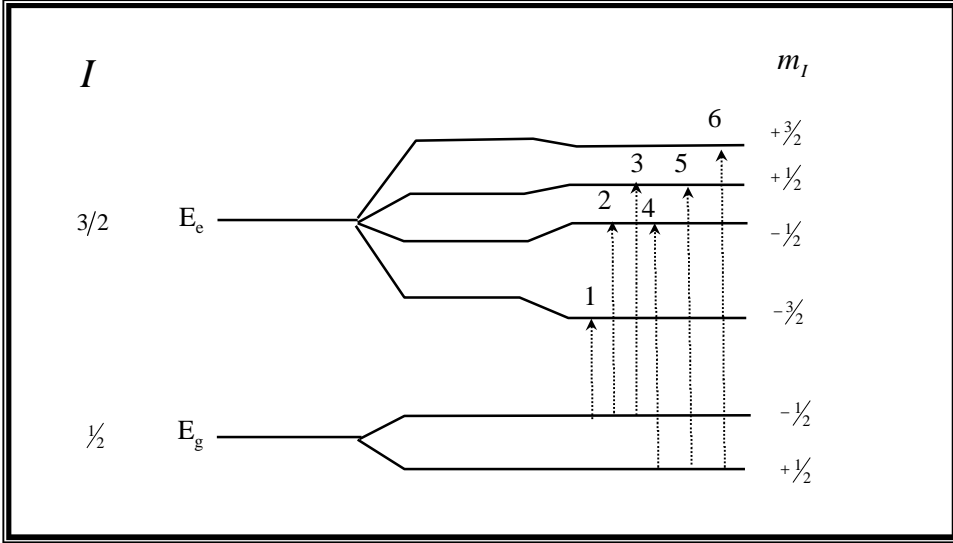 I
m_I
6
+ 3/2
3 5
+ 1/2
2 4
3/2 E_e
- 1/2
1
- 3/2
- 1/2
1/2 E_g
+ 1/2